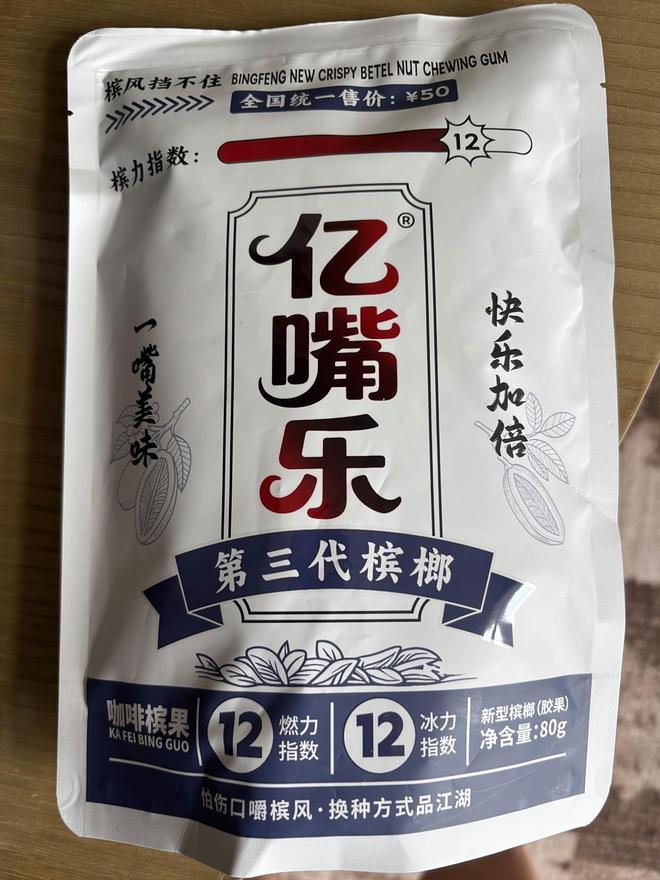 槟风挡不住 BINGFENG NEW CRISPY BETEL NUT CHEWING GUM
全国统一售价：¥50
槟力指数：
12
亿嘴乐®
一嘴美味
快乐加倍
第三代槟榔
咖啡槟果
KA FEI BING GUO
12
燃力
指数
12
冰力
指数
新型槟榔(胶果)
净含量:80g
怕伤口嚼槟风·换种方式品江湖